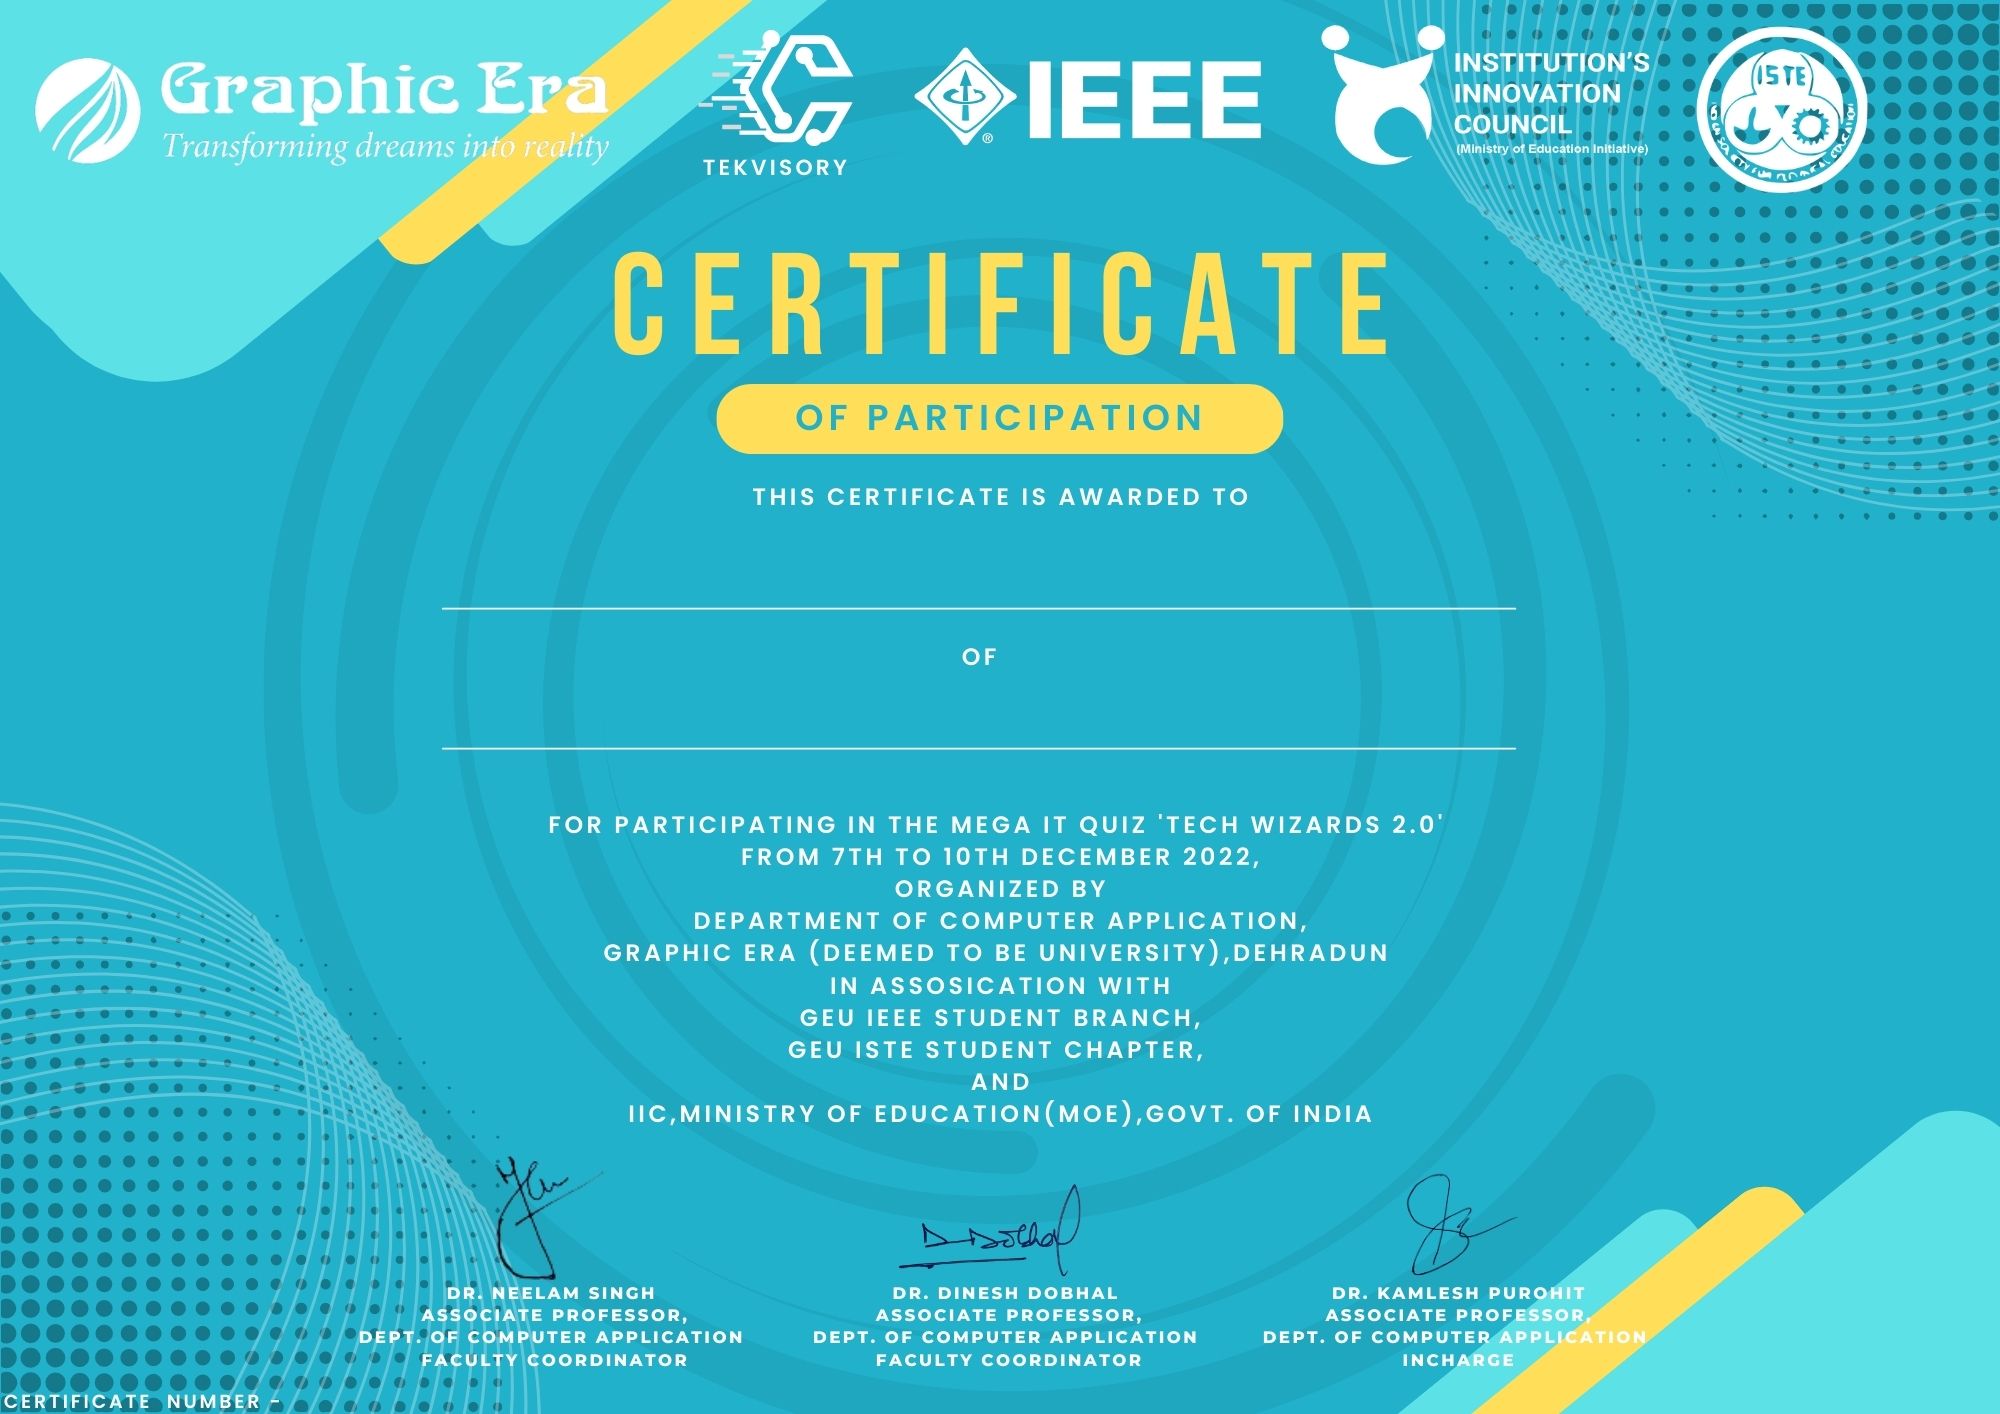 Graphic Era
Transforming dreams into reality
TEKVISORY
IEEE
®
INSTITUTION'S
INNOVATION
COUNCIL
(Ministry of Education Initiative)
ISTE
CERTIFICATE
OF PARTICIPATION
THIS CERTIFICATE IS AWARDED TO
OF
FOR PARTICIPATING IN THE MEGA IT QUIZ 'TECH WIZARDS 2.0'
FROM 7TH TO 10TH DECEMBER 2022,
ORGANIZED BY
DEPARTMENT OF COMPUTER APPLICATION,
GRAPHIC ERA (DEEMED TO BE UNIVERSITY),DEHRADUN
IN ASSOSICATION WITH
GEU IEEE STUDENT BRANCH,
GEU ISTE STUDENT CHAPTER,
AND
IIC,MINISTRY OF EDUCATION(MOE),GOVT. OF INDIA
D Dobhal
DR. NEELAM SINGH
ASSOCIATE PROFESSOR,
DEPT. OF COMPUTER APPLICATION
FACULTY COORDINATOR
DR. DINESH DOBHAL
ASSOCIATE PROFESSOR,
DEPT. OF COMPUTER APPLICATION
FACULTY COORDINATOR
DR. KAMLESH PUROHIT
ASSOCIATE PROFESSOR,
DEPT. OF COMPUTER APPLICATION
INCHARGE
CERTIFICATE NUMBER -